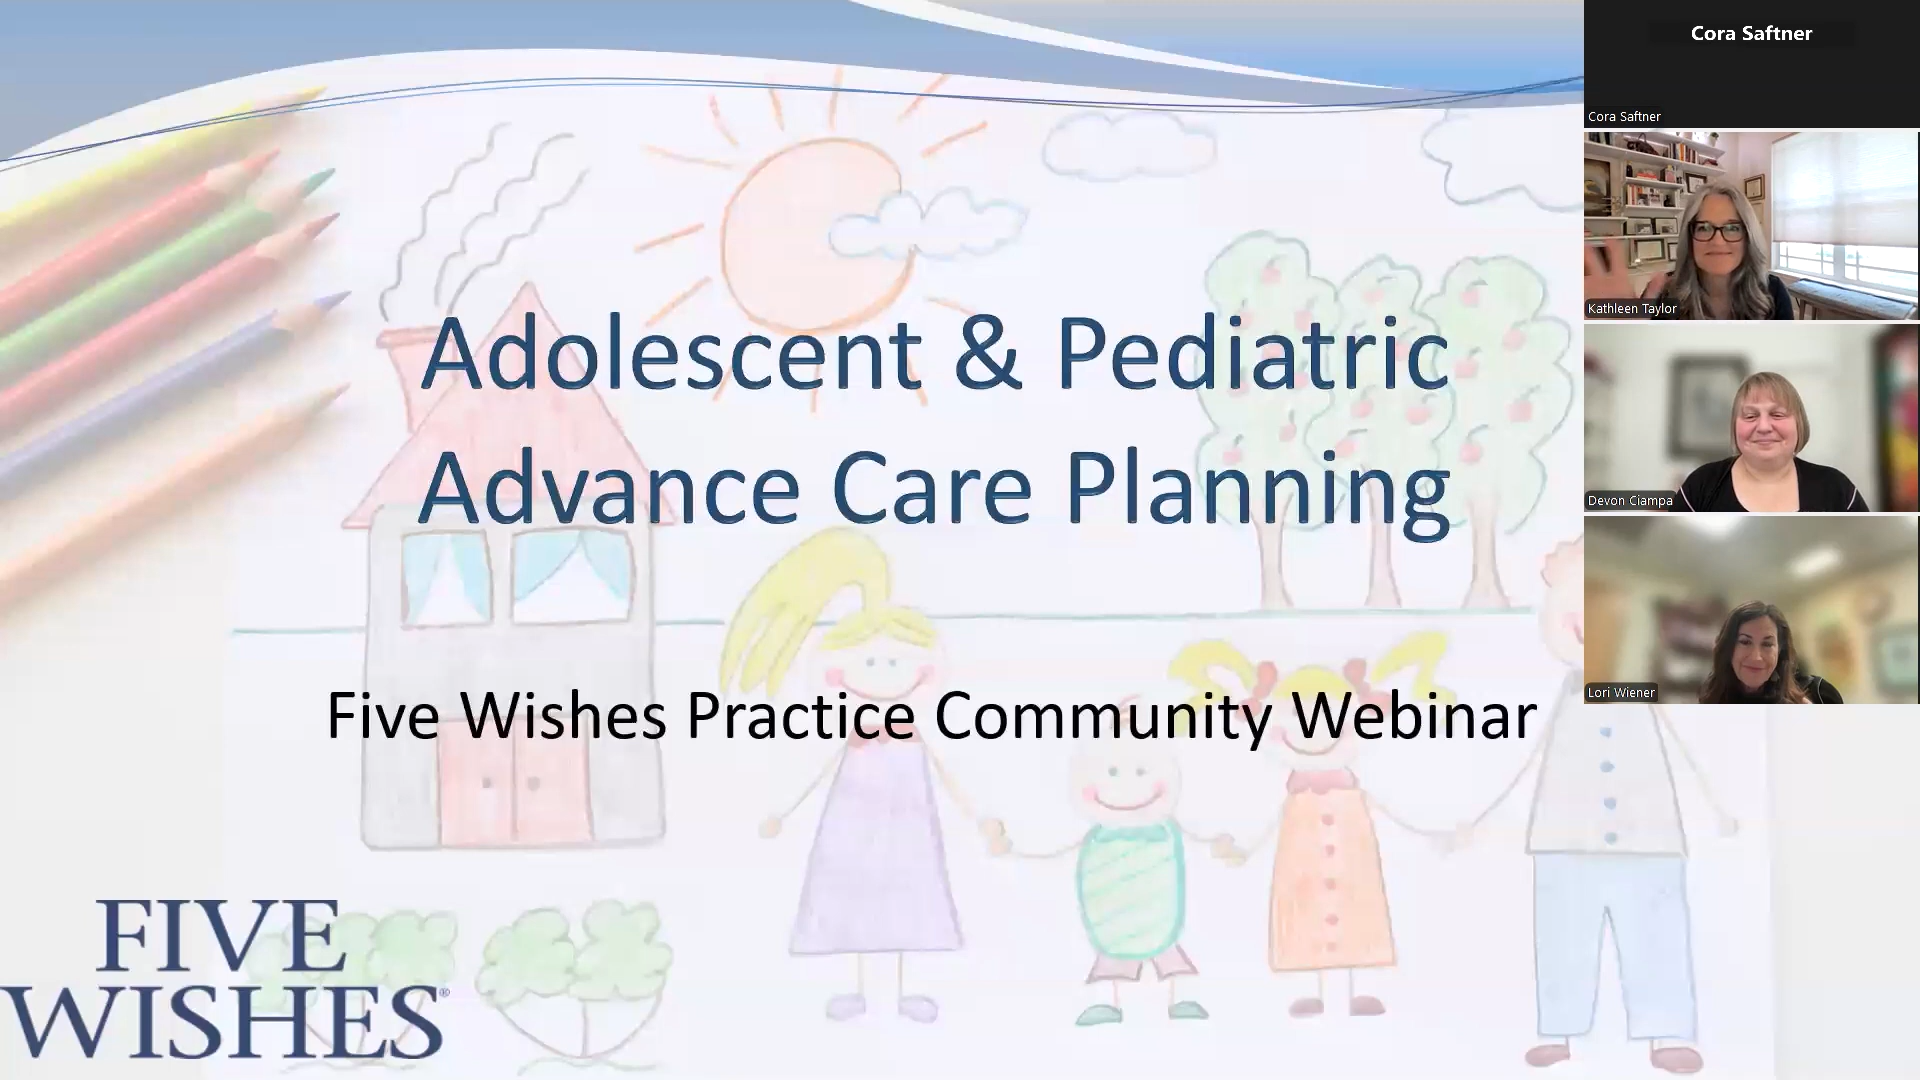 Adolescent & Pediatric
Advance Care Planning
Five Wishes Practice Community Webinar
FIVE
WISHES®
Cora Saftner
Cora Saftner
Kathleen Taylor
Devon Ciampa
Lori Wiener